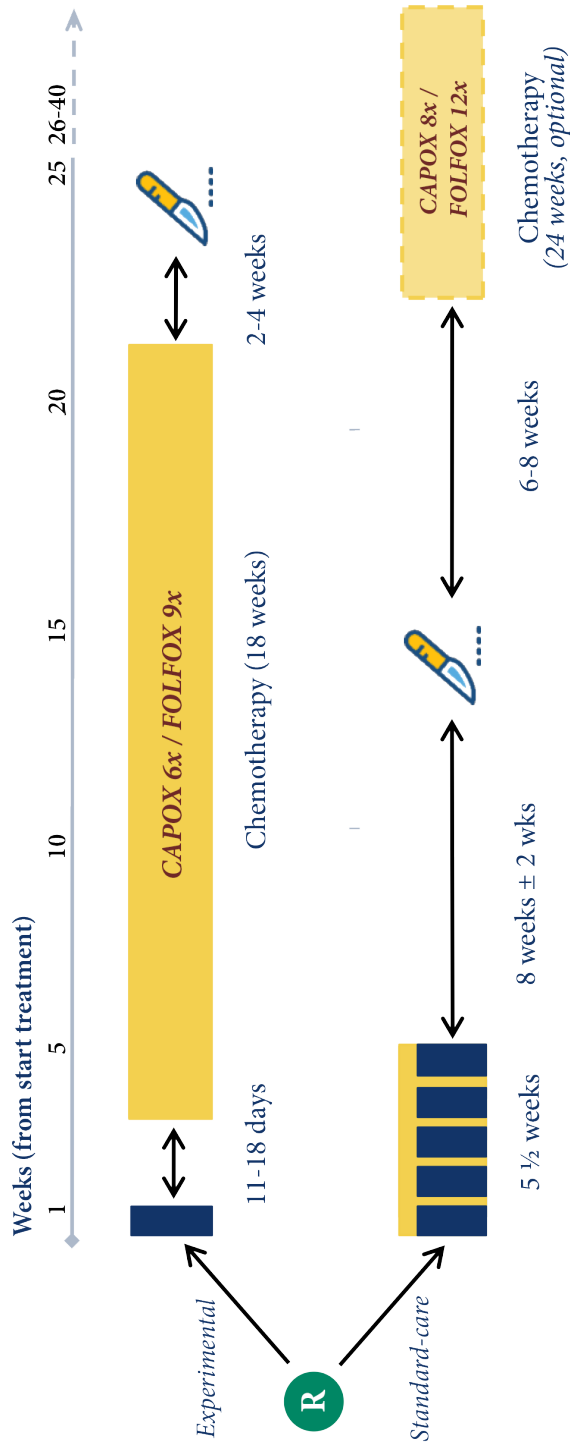 Weeks (from start treatment)
1 5 10 15 20 25 26-40
Experimental
CAPOX 6x / FOLFOX 9x
11-18 days
Chemotherapy (18 weeks)
2-4 weeks
R
Standard-care
CAPOX 8x /
FOLFOX 12x
5 ½ weeks
8 weeks ± 2 wks
6-8 weeks
Chemotherapy
(24 weeks, optional)